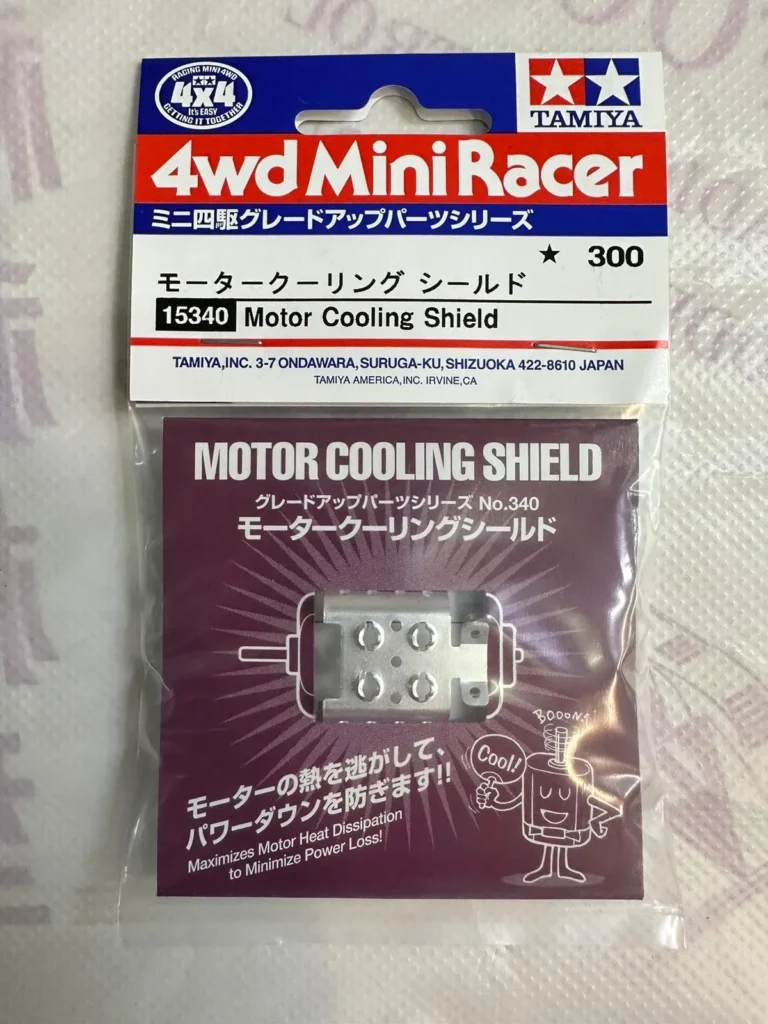 RACING MINI 4WD
4x4
It's EASY
GETTING IT TOGETHER
TAMIYA
4wd Mini Racer
ミニ四駆グレードアップパーツシリーズ
★ 300
モータークーリング シールド
15340 Motor Cooling Shield
TAMIYA,INC. 3-7 ONDAWARA,SURUGA-KU,SHIZUOKA 422-8610 JAPAN
TAMIYA AMERICA,INC. IRVINE,CA
MOTOR COOLING SHIELD
グレードアップパーツシリーズ No.340
モータークーリングシールド
BOOON!
Cool!
モーターの熱を逃がして、
パワーダウンを防ぎます!!
Maximizes Motor Heat Dissipation
to Minimize Power Loss!